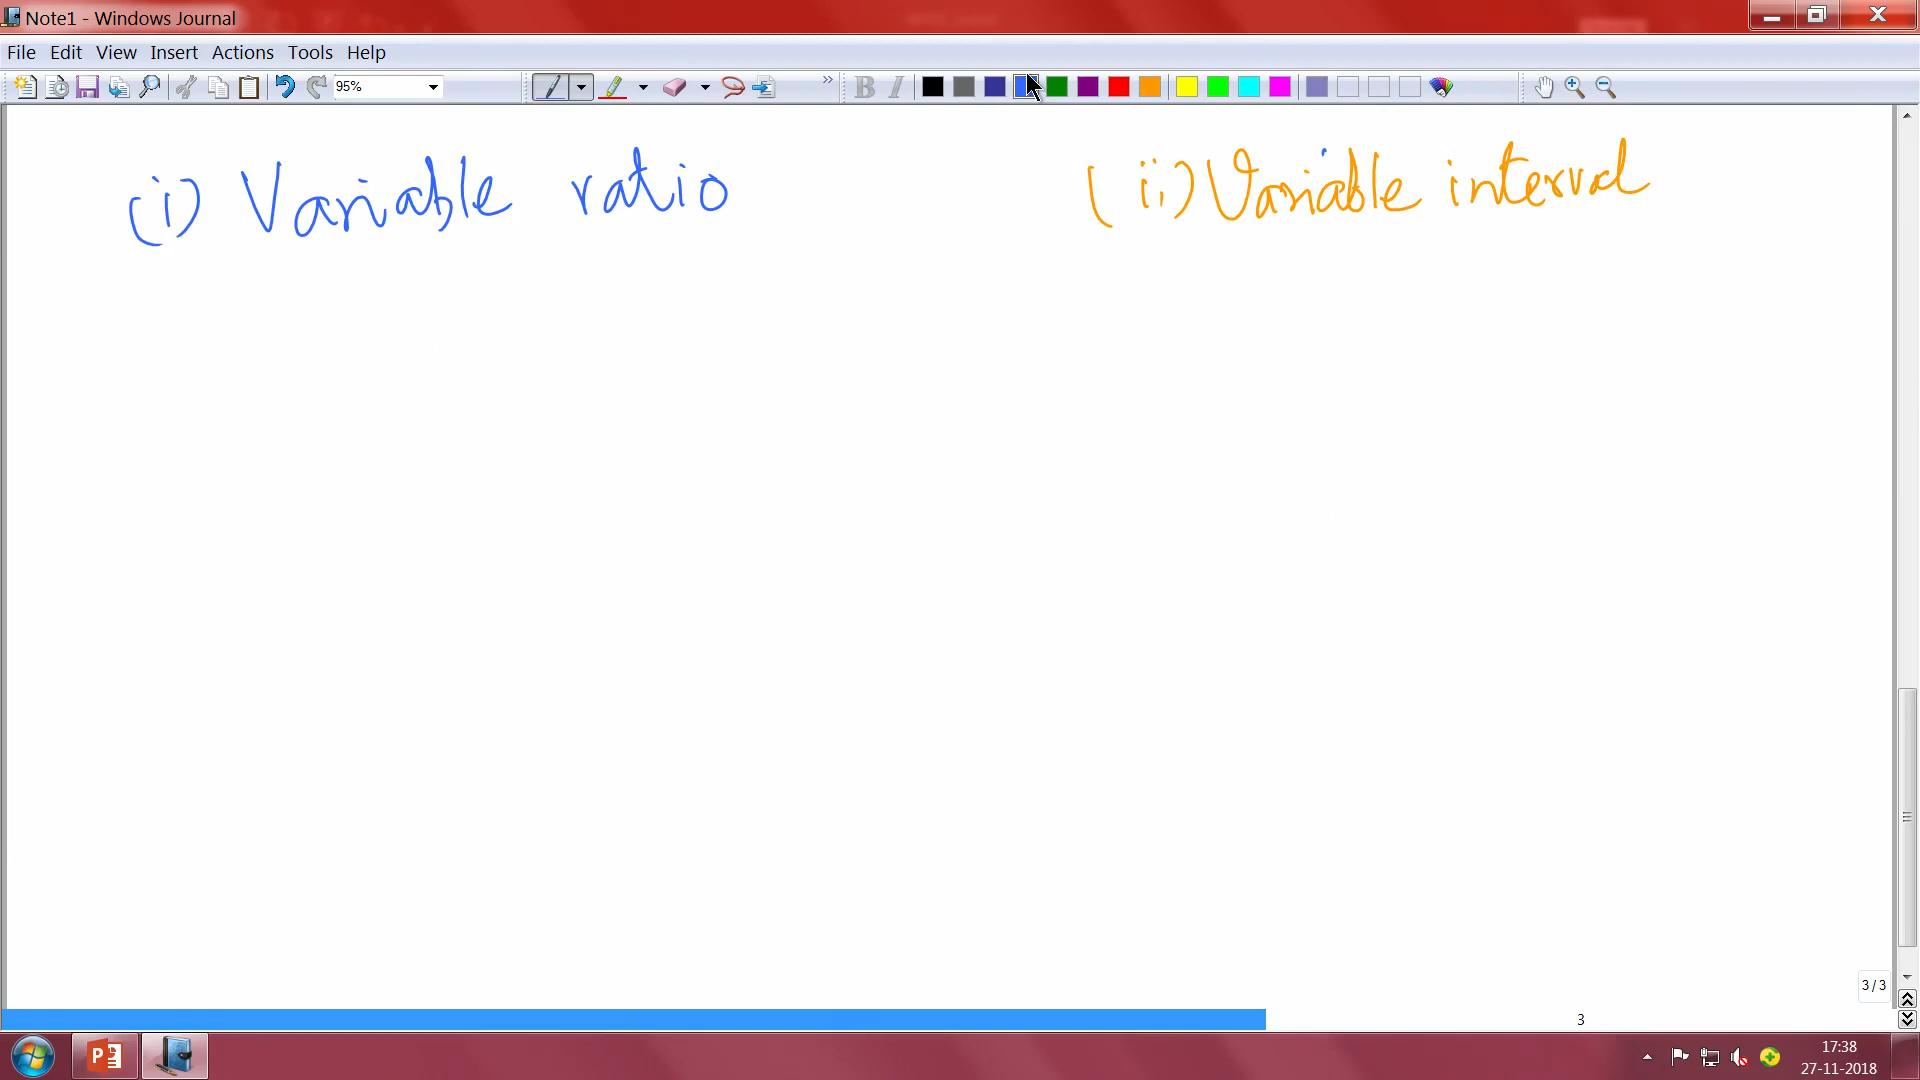 Note1 - Windows Journal
File Edit View Insert Actions Tools Help
95%
(i) Variable ratio
(ii) Variable interval
3/3
3
17:38
27-11-2018